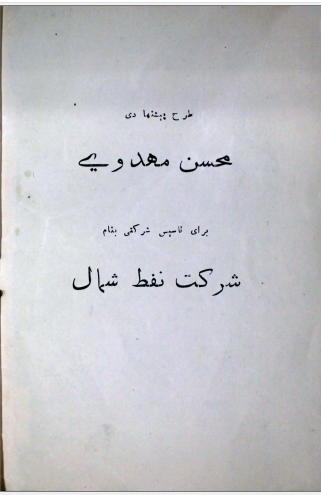 طرح پیشنهادی
محسن مهدوی
برای تاسیس شرکتی بنام
شرکت نفط شمال